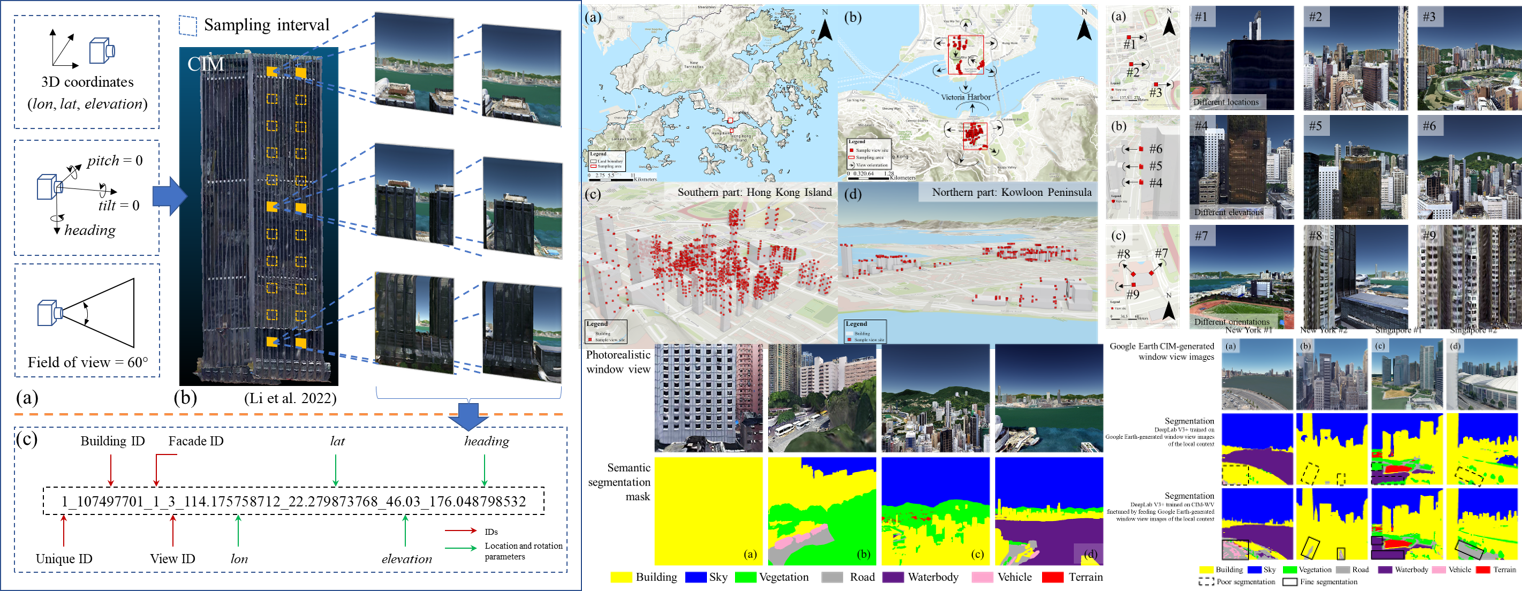 3D coordinates
(lon, lat, elevation)
pitch = 0
tilt = 0
heading
Field of view = 60°
(a)
Sampling interval
CIM
(b)
(Li et al. 2022)
(c)
Building ID
Facade ID
lat
heading
1_107497701_1_3_114.175758712_22.279873768_46.03_176.048798532
Unique ID
View ID
lon
elevation
IDs
Location and rotation
parameters
(a)
N
Legend
Land boundary
Sampling area
Kilometers
(b)
N
Victoria Harbor
Legend
Sample view site
Sampling area
View orientation
0 0.32 0.64 1.28
Kilometers
(c)
Southern part: Hong Kong Island
Legend
Building
Sample view site
(d)
Northern part: Kowloon Peninsula
Legend
Building
Sample view site
Photorealistic
window view
Semantic
segmentation
mask
(a)
(b)
(c)
(d)
Building
Sky
Vegetation
Road
Waterbody
Vehicle
Terrain
(a)
N
#1
#2
#3
#1
Different locations
#2
#3
(b)
#6
#5
#4
#4
Different elevations
#5
#6
(c)
#8
#7
#9
N
#7
Different orientations
#8
#9
New York #1
New York #2
Singapore #1
Singapore #2
Google Earth CIM-generated
window view images
(a)
(b)
(c)
(d)
Segmentation
DeepLab V3+ trained on
Google Earth-generated window view images
of the local context
Segmentation
DeepLab V3+ trained on CIM-WV
finetuned by feeding Google Earth-generated
window view images of the local context
Building
Sky
Vegetation
Road
Waterbody
Vehicle
Terrain
Poor segmentation
Fine segmentation